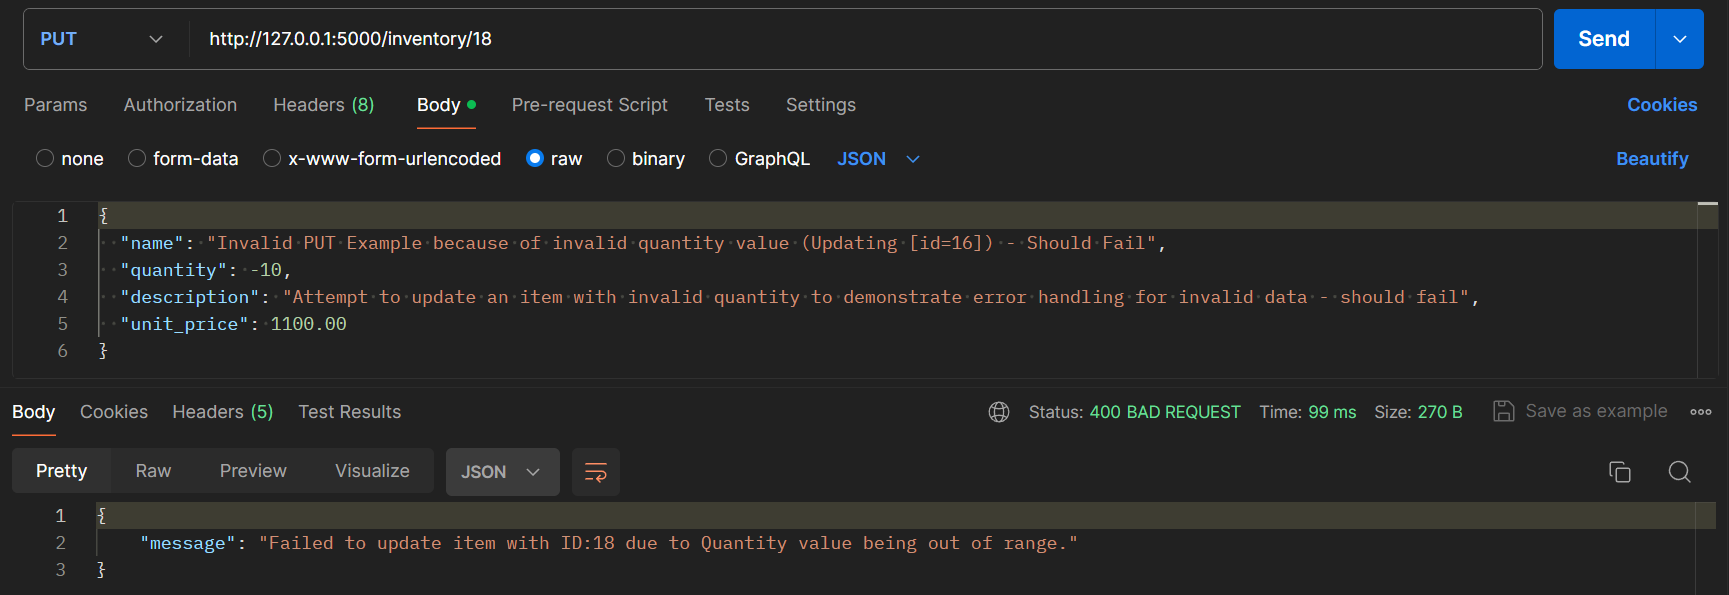 PUT http://127.0.0.1:5000/inventory/18 Send
Params Authorization Headers (8) Body Pre-request Script Tests Settings Cookies
none form-data x-www-form-urlencoded raw binary GraphQL JSON Beautify
1 {
2 "name": "Invalid PUT Example because of invalid quantity value (Updating [id=16]) - Should Fail",
3 "quantity": -10,
4 "description": "Attempt to update an item with invalid quantity to demonstrate error handling for invalid data - should fail",
5 "unit_price": 1100.00
6 }
Body Cookies Headers (5) Test Results Status: 400 BAD REQUEST Time: 99 ms Size: 270 B Save as example
Pretty Raw Preview Visualize JSON
1 {
2 "message": "Failed to update item with ID:18 due to Quantity value being out of range."
3 }